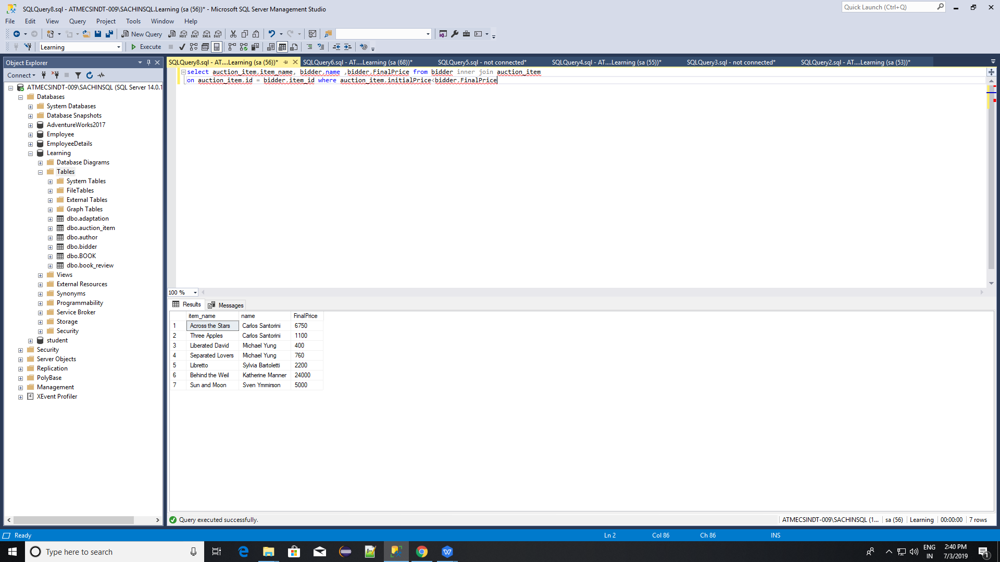 SQLQuery8.sql - ATMECSINDT-009\SACHINSQL.Learning (sa (56))* - Microsoft SQL Server Management Studio
Quick Launch (Ctrl+Q)
File Edit View Query Project Tools Window Help
New Query MDX DMX XMLA DAX
Learning Execute
Object Explorer
SQLQuery8.sql - AT....Learning (sa (56))* SQLQuery6.sql - AT....Learning (sa (68))* SQLQuery5.sql - not connected* SQLQuery4.sql - AT....Learning (sa (55))* SQLQuery3.sql - not connected* SQLQuery2.sql - AT....Learning (sa (53))*
Connect
select auction_item.item_name, bidder.name ,bidder.FinalPrice from bidder inner join auction_item
on auction_item.id = bidder.item_id where auction_item.initialPrice<bidder.FinalPrice
ATMECSINDT-009\SACHINSQL (SQL Server 14.0.1
Databases
System Databases
Database Snapshots
AdventureWorks2017
Employee
EmployeeDetails
Learning
Database Diagrams
Tables
System Tables
FileTables
External Tables
Graph Tables
dbo.adaptation
dbo.auction_item
dbo.author
dbo.bidder
dbo.BOOK
dbo.book_review
Views
External Resources
Synonyms
Programmability
Service Broker
Storage
Security
student
Security
Server Objects
Replication
PolyBase
Management
XEvent Profiler
100 %
Results Messages
item_name name FinalPrice
1 Across the Stars Carlos Santorini 6750
2 Three Apples Carlos Santorini 1100
3 Liberated David Michael Yung 400
4 Separated Lovers Michael Yung 760
5 Libretto Sylvia Bartoletti 2200
6 Behind the Weil Katherine Manner 24000
7 Sun and Moon Sven Ymmirson 5000
Query executed successfully.
ATMECSINDT-009\SACHINSQL (1... sa (56) Learning 00:00:00 7 rows
Ready Ln 2 Col 86 Ch 86 INS
Type here to search
ENG
IN
2:40 PM
7/3/2019
1